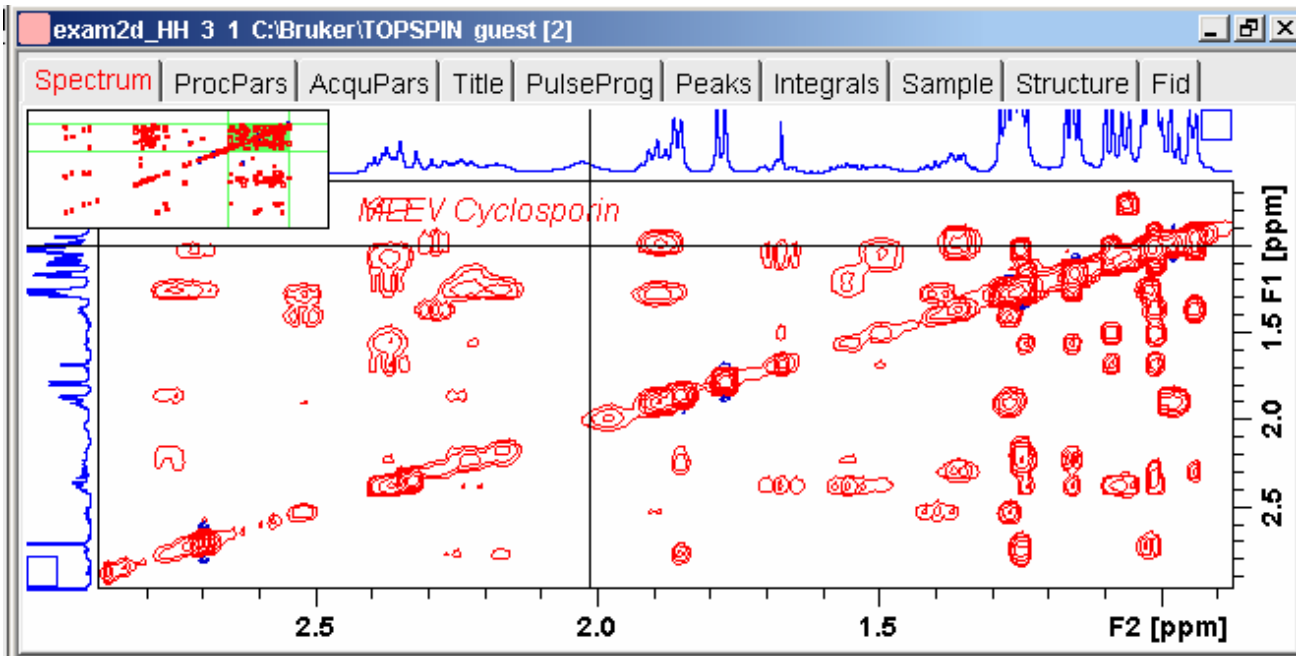 exam2d_HH 3 1 C:\Bruker\TOPSPIN guest [2]
Spectrum ProcPars AcquPars Title PulseProg Peaks Integrals Sample Structure Fid
Cyclosporin
F1 [ppm]
1.5
2.0
2.5
2.5 2.0 1.5 F2 [ppm]